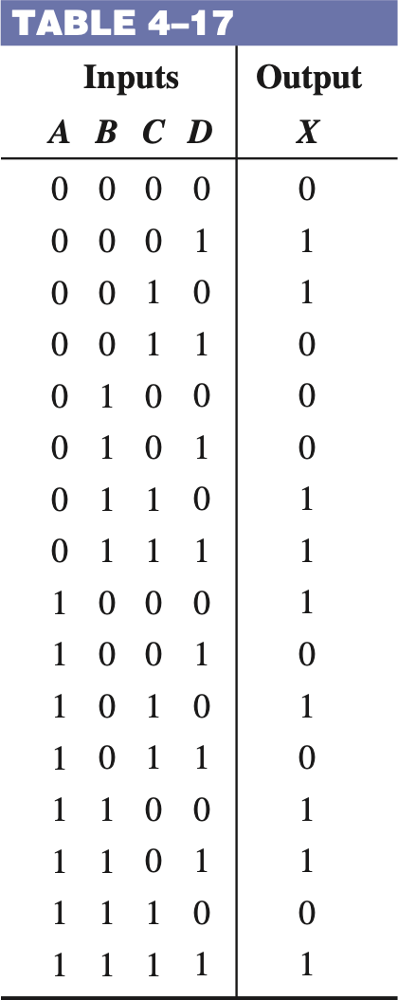 TABLE 4–17
Inputs Output
A B C D X
0 0 0 0 0
0 0 0 1 1
0 0 1 0 1
0 0 1 1 0
0 1 0 0 0
0 1 0 1 0
0 1 1 0 1
0 1 1 1 1
1 0 0 0 1
1 0 0 1 0
1 0 1 0 1
1 0 1 1 0
1 1 0 0 1
1 1 0 1 1
1 1 1 0 0
1 1 1 1 1